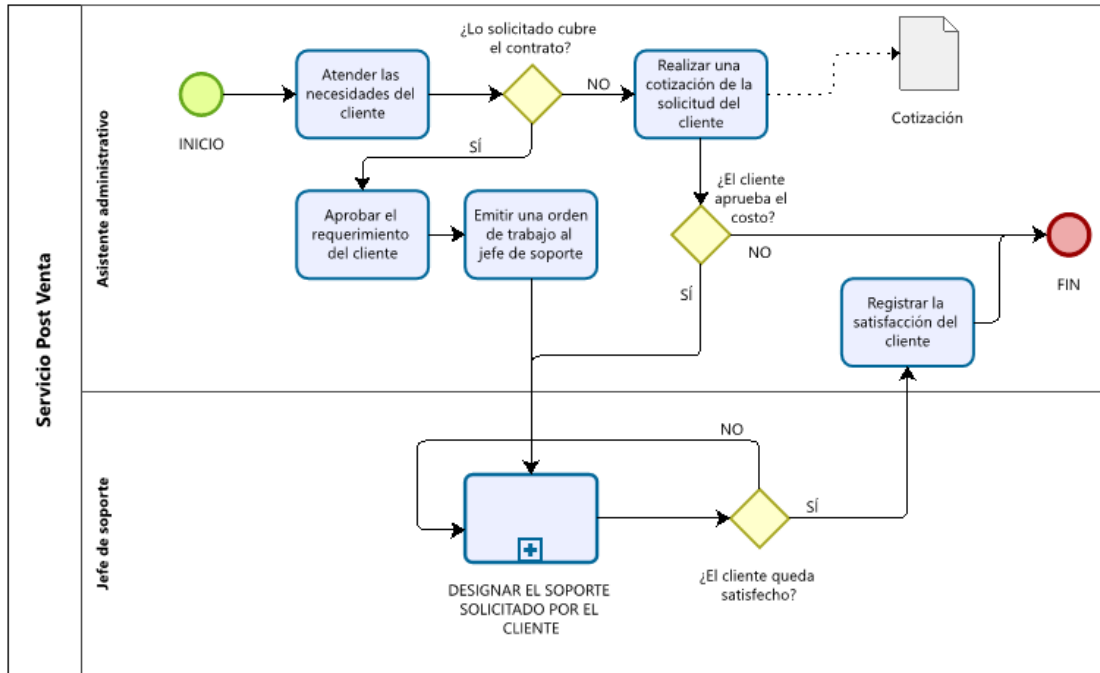 Servicio Post Venta
Asistente administrativo
INICIO
Atender las
necesidades del
cliente
¿Lo solicitado cubre
el contrato?
NO
SÍ
Realizar una
cotización de la
solicitud del
cliente
Cotización
Aprobar el
requerimiento
del cliente
Emitir una orden
de trabajo al
jefe de soporte
¿El cliente
aprueba el
costo?
NO
SÍ
FIN
Registrar la
satisfacción del
cliente
Jefe de soporte
NO
DESIGNAR EL SOPORTE
SOLICITADO POR EL
CLIENTE
SÍ
¿El cliente queda
satisfecho?